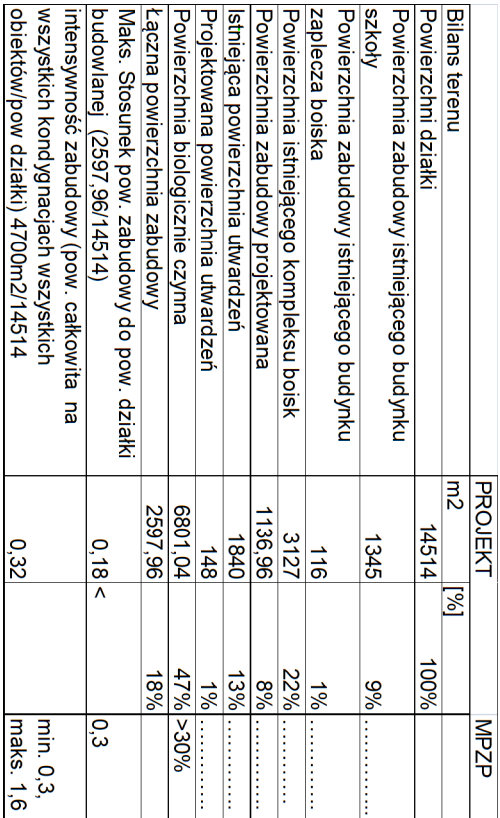 PROJEKT MPZP
Bilans terenu m2 [%]
Powierzchni działki 14514 100%
Powierzchnia zabudowy istniejącego budynku
szkoły 1345 9% ................
Powierzchnia zabudowy istniejącego budynku
zaplecza boiska 116 1% .............
Powierzchnia istniejącego kompleksu boisk 3127 22% .............
Powierzchnia zabudowy projektowana 1136,96 8% .............
Istniejąca powierzchnia utwardzeń 1840 13% .............
Projektowana powierzchnia utwardzeń 148 1% .............
Powierzchnia biologicznie czynna 6801,04 47% >30%
Łączna powierzchnia zabudowy 2597,96 18%
Maks. Stosunek pow. zabudowy do pow. działki
budowlanej (2597,96/14514) 0,18 < 0,3
intensywność zabudowy (pow. całkowita na
wszystkich kondygnacjach wszystkich min. 0,3,
obiektów/pow działki) 4700m2/14514 0,32 maks. 1,6